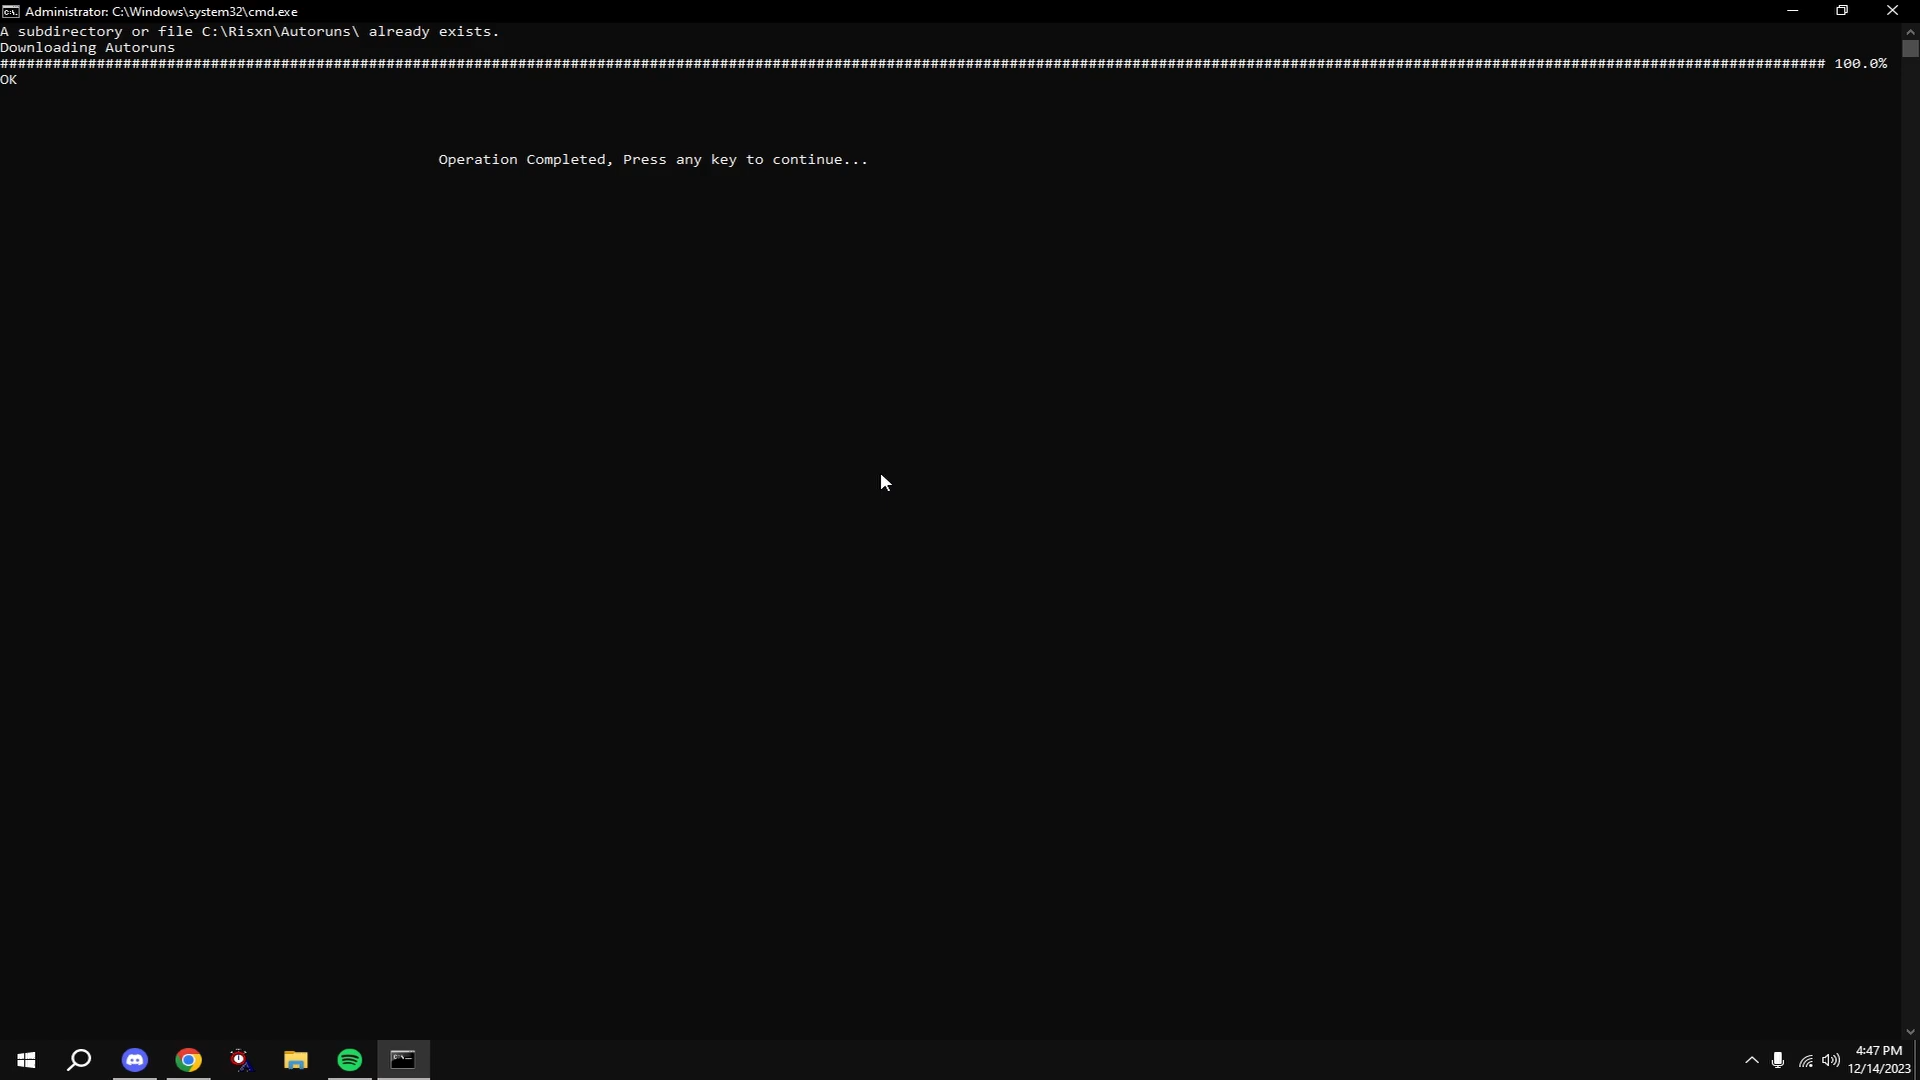 Administrator: C:\Windows\system32\cmd.exe
A subdirectory or file C:\Risxn\Autoruns\ already exists.
Downloading Autoruns
################################################################################################################################################################################################################ 100.0%
OK
Operation Completed, Press any key to continue...
4:47 PM
12/14/2023